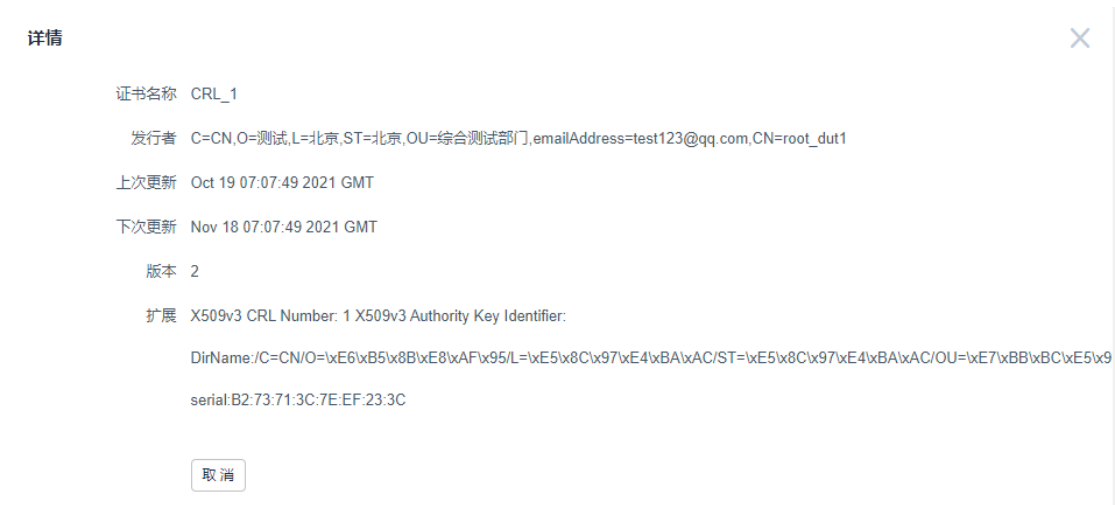 详情
证书名称 CRL_1
发行者 C=CN,O=测试,L=北京,ST=北京,OU=综合测试部门,emailAddress=test123@qq.com,CN=root_dut1
上次更新 Oct 19 07:07:49 2021 GMT
下次更新 Nov 18 07:07:49 2021 GMT
版本 2
扩展 X509v3 CRL Number: 1 X509v3 Authority Key Identifier:
DirName:/C=CN/O=\xE6\xB5\x8B\xE8\xAF\x95/L=\xE5\x8C\x97\xE4\xBA\xAC/ST=\xE5\x8C\x97\xE4\xBA\xAC/OU=\xE7\xBB\xBC\xE5\x9
serial:B2:73:71:3C:7E:EF:23:3C
取消